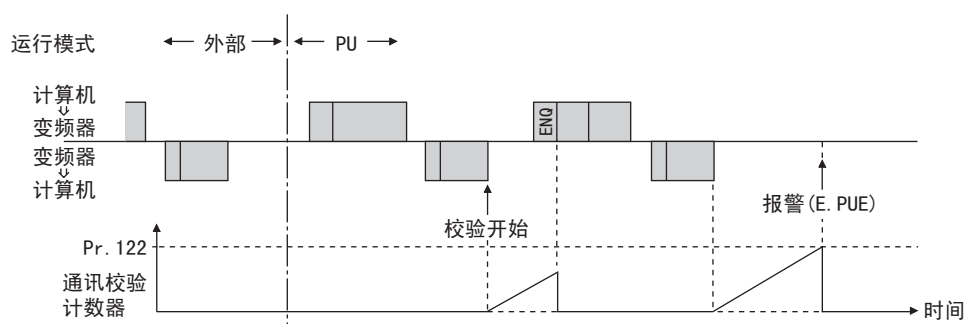 运行模式 外部 PU
计算机
变频器
ENQ
变频器
计算机
校验开始
报警(E.PUE)
Pr.122
通讯校验
计数器
时间